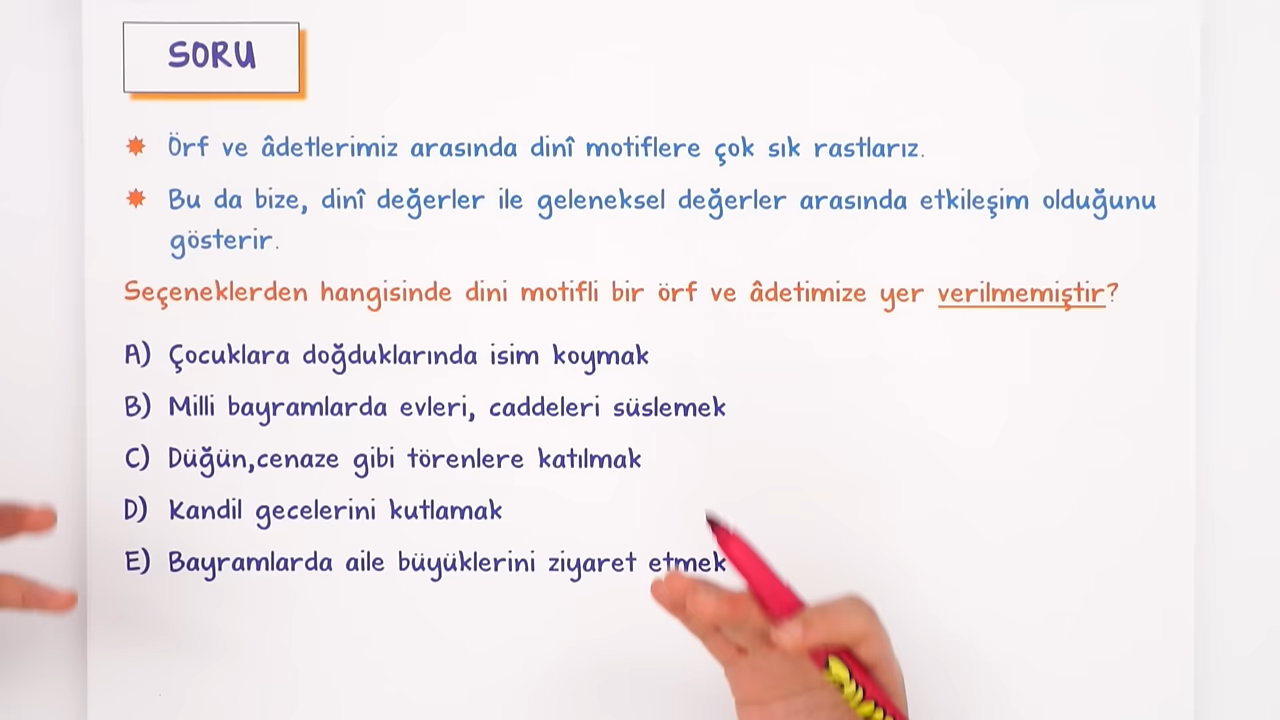 SORU
Örf ve âdetlerimiz arasında dinî motiflere çok sık rastlarız.
Bu da bize, dinî değerler ile geleneksel değerler arasında etkileşim olduğunu
gösterir.
Seçeneklerden hangisinde dini motifli bir örf ve âdetimize yer verilmemiştir?
A) Çocuklara doğduklarında isim koymak
B) Milli bayramlarda evleri, caddeleri süslemek
C) Düğün,cenaze gibi törenlere katılmak
D) Kandil gecelerini kutlamak
E) Bayramlarda aile büyüklerini ziyaret etmek